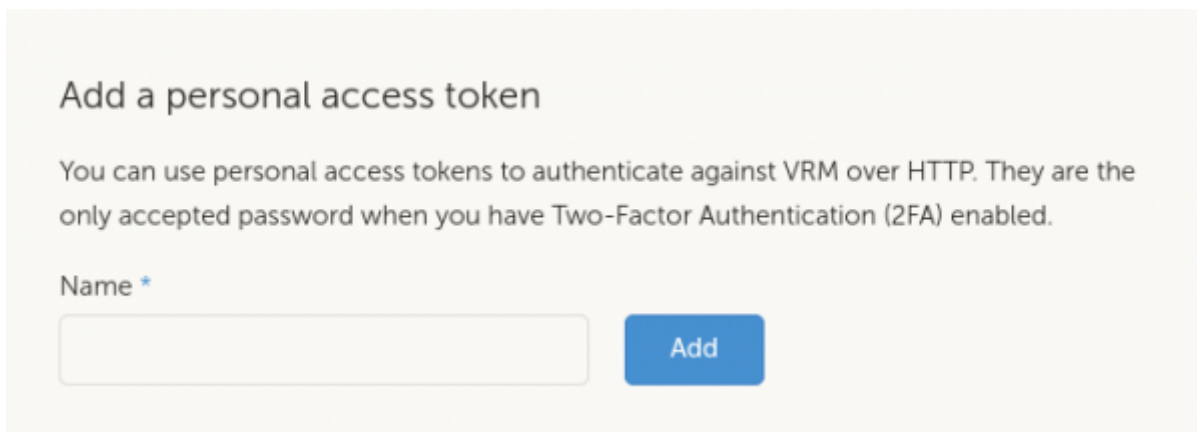 Add a personal access token
You can use personal access tokens to authenticate against VRM over HTTP. They are the
only accepted password when you have Two-Factor Authentication (2FA) enabled.
Name *
Add